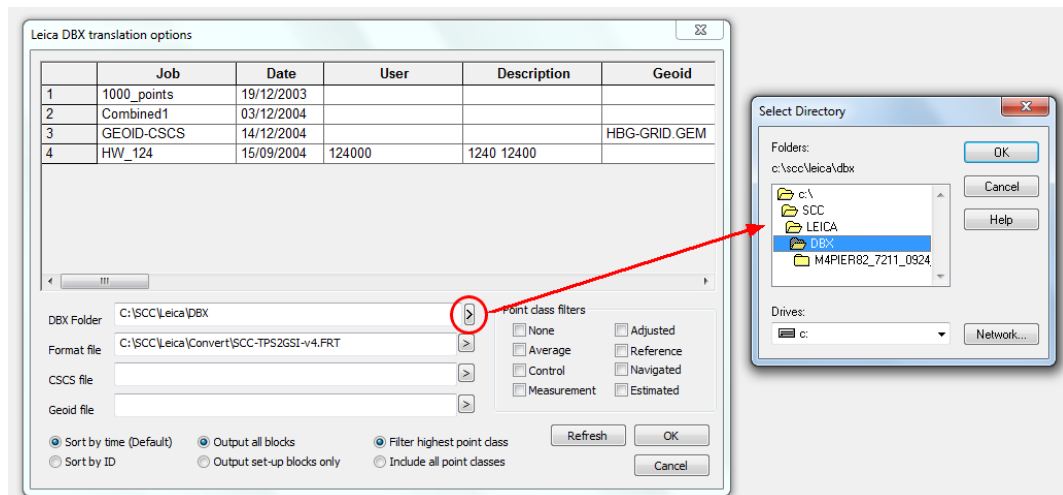 Leica DBX translation options
Job Date User Description Geoid
1 1000_points 19/12/2003
2 Combined1 03/12/2004
3 GEOID-CSCS 14/12/2004 HBG-GRID.GEM
4 HW_124 15/09/2004 124000 1240 12400
DBX Folder C:\SCC\Leica\DBX >
Format file C:\SCC\Leica\Convert\SCC-TPS2GSI-v4.FRT >
CSCS file >
Geoid file >
Point class filters
None Adjusted
Average Reference
Control Navigated
Measurement Estimated
Sort by time (Default) Output all blocks Filter highest point class Refresh OK
Sort by ID Output set-up blocks only Include all point classes Cancel
Select Directory
Folders:
c:\scc\leica\dbx
OK
c:\
Cancel
SCC
LEICA
Help
DBX
M4PIER82_7211_0924_
Drives:
c: Network...